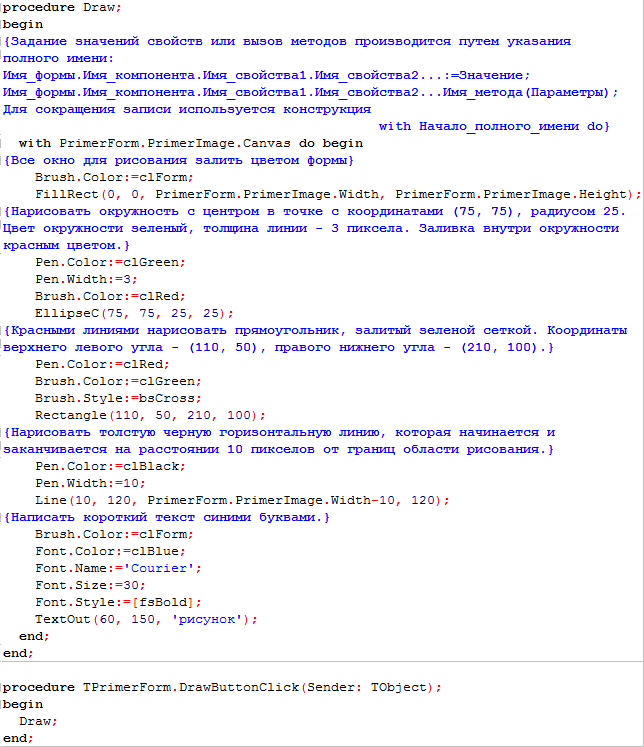 procedure Draw;
begin
{Задание значений свойств или вызов методов производится путем указания
полного имени:
Имя_формы.Имя_компонента.Имя_свойства1.Имя_свойства2...:=Значение;
Имя_формы.Имя_компонента.Имя_свойства1.Имя_свойства2...Имя_метода(Параметры);
Для сокращения записи используется конструкция
with Начало_полного_имени do}
with PrimerForm.PrimerImage.Canvas do begin
{Все окно для рисования залить цветом формы}
Brush.Color:=clForm;
FillRect(0, 0, PrimerForm.PrimerImage.Width, PrimerForm.PrimerImage.Height);
{Нарисовать окружность с центром в точке с координатами (75, 75), радиусом 25.
Цвет окружности зеленый, толщина линии - 3 пиксела. Заливка внутри окружности
красным цветом.}
Pen.Color:=clGreen;
Pen.Width:=3;
Brush.Color:=clRed;
EllipseC(75, 75, 25, 25);
{Красными линиями нарисовать прямоугольник, залитый зеленой сеткой. Координаты
верхнего левого угла - (110, 50), правого нижнего угла - (210, 100).}
Pen.Color:=clRed;
Brush.Color:=clGreen;
Brush.Style:=bsCross;
Rectangle(110, 50, 210, 100);
{Нарисовать толстую черную горизонтальную линию, которая начинается и
заканчивается на расстоянии 10 пикселов от границ области рисования.}
Pen.Color:=clBlack;
Pen.Width:=10;
Line(10, 120, PrimerForm.PrimerImage.Width-10, 120);
{Написать короткий текст синими буквами.}
Brush.Color:=clForm;
Font.Color:=clBlue;
Font.Name:='Courier';
Font.Size:=30;
Font.Style:=[fsBold];
TextOut(60, 150, 'рисунок');
end;
end;
procedure TPrimerForm.DrawButtonClick(Sender: TObject);
begin
Draw;
end;